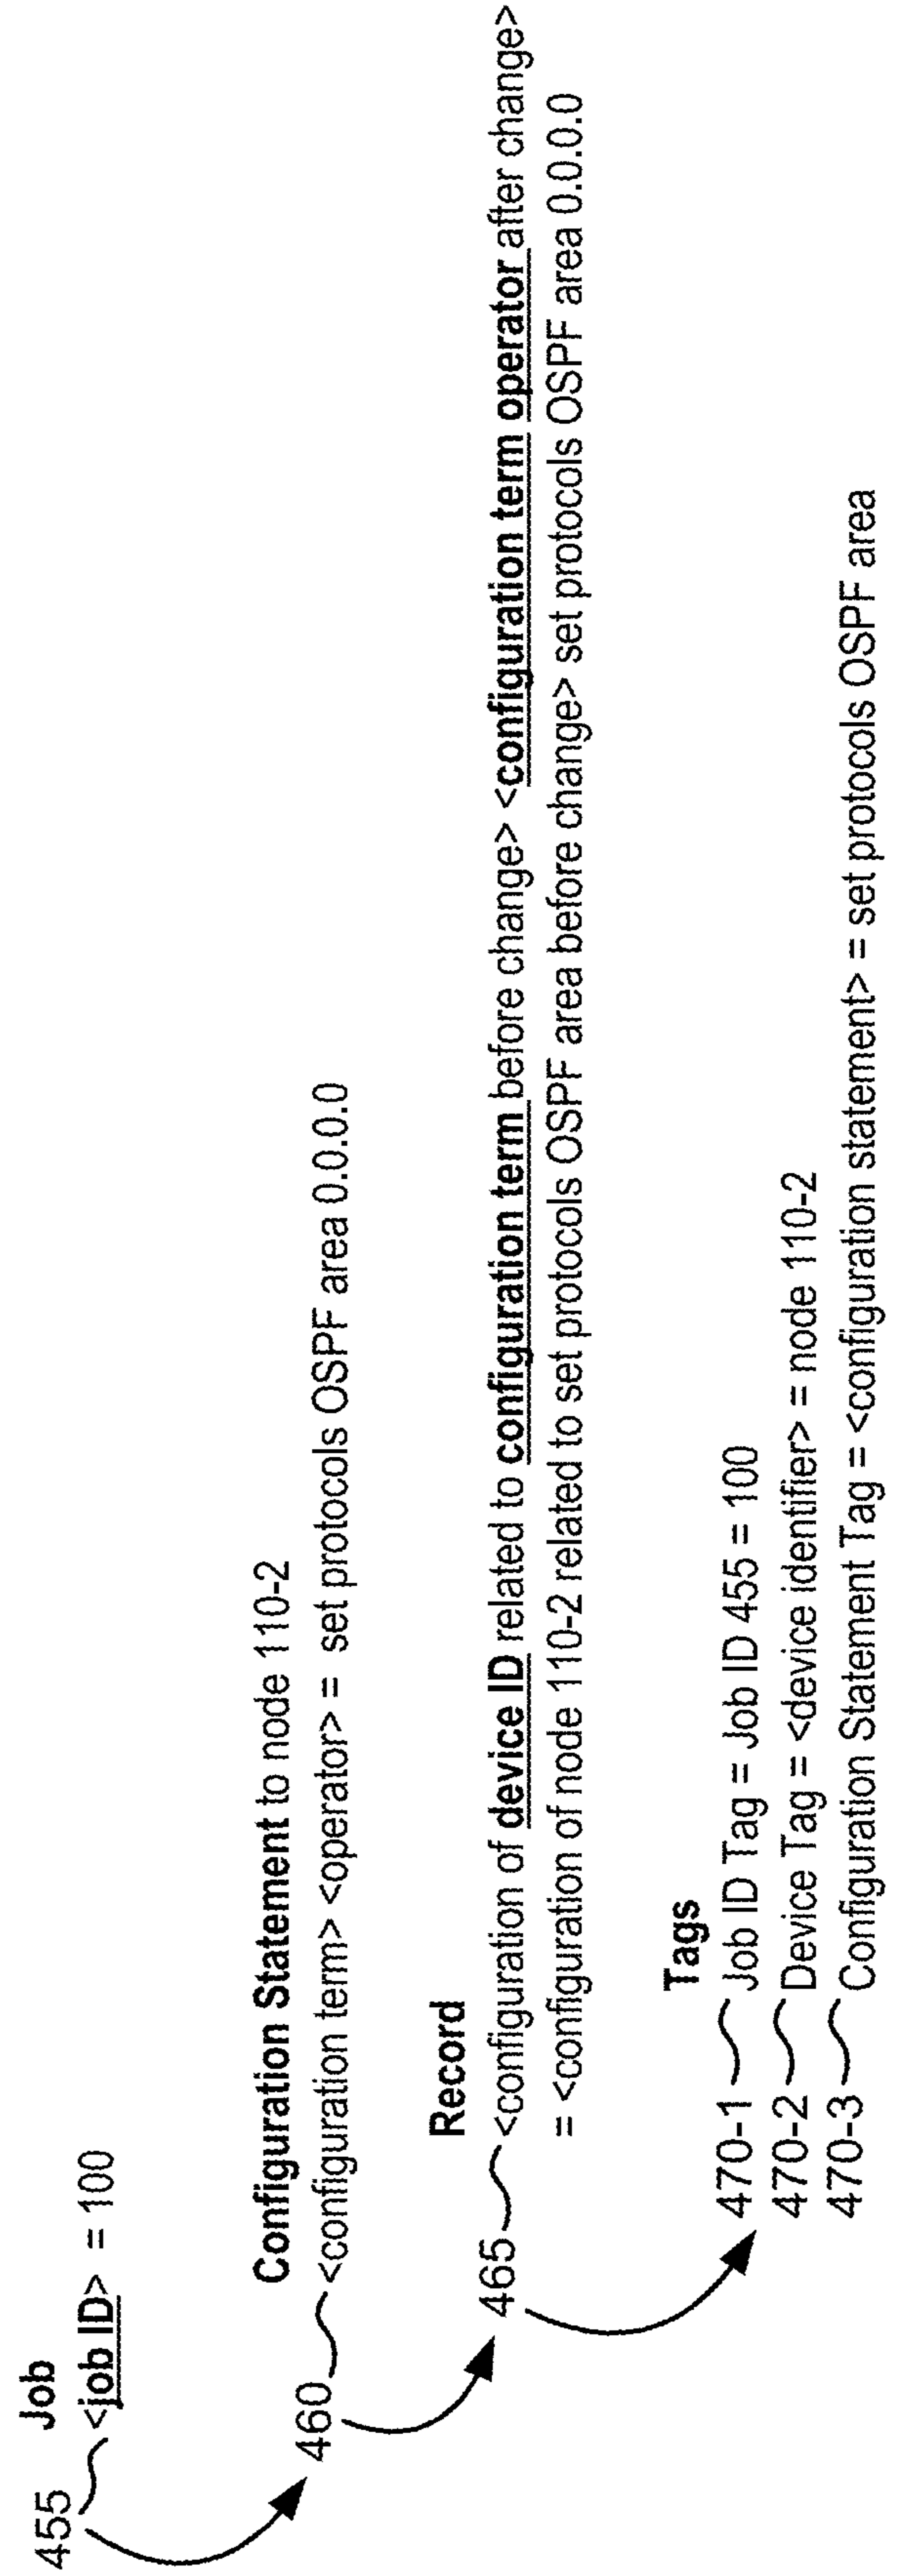 Job
455 <job ID> = 100
Configuration Statement to node 110-2
460 <configuration term> <operator> = set protocols OSPF area 0.0.0.0
Record
465 <configuration of device ID related to configuration term before change> <configuration term operator after change>
= <configuration of node 110-2 related to set protocols OSPF area before change> set protocols OSPF area 0.0.0.0
Tags
470-1 Job ID Tag = Job ID 455 = 100
470-2 Device Tag = <device identifier> = node 110-2
470-3 Configuration Statement Tag = <configuration statement> = set protocols OSPF area